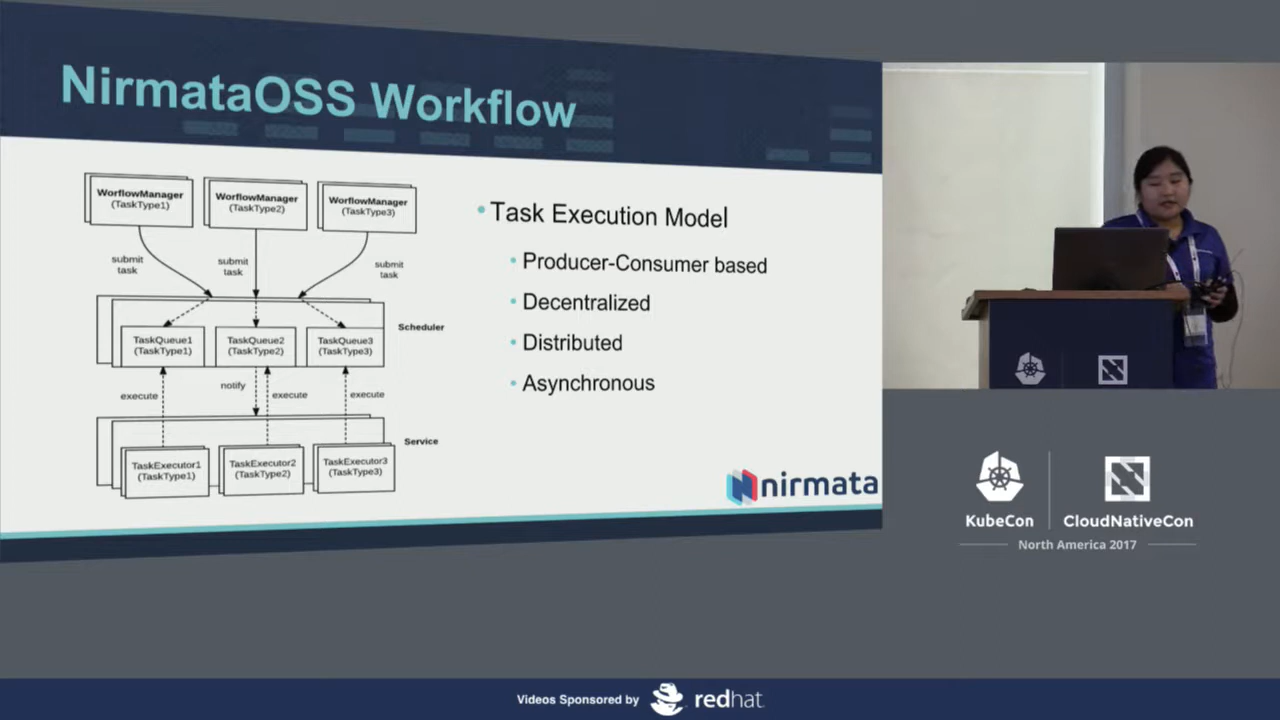 NirmataOSS Workflow
WorflowManager
(TaskType1)
WorflowManager
(TaskType2)
WorflowManager
(TaskType3)
submit
task
submit
task
submit
task
Scheduler
TaskQueue1
(TaskType1)
TaskQueue2
(TaskType2)
TaskQueue3
(TaskType3)
execute
notify
execute
execute
Service
TaskExecutor1
(TaskType1)
TaskExecutor2
(TaskType2)
TaskExecutor3
(TaskType3)
• Task Execution Model
• Producer-Consumer based
• Decentralized
• Distributed
• Asynchronous
nirmata
KubeCon
CloudNativeCon
North America 2017
Videos Sponsored by redhat